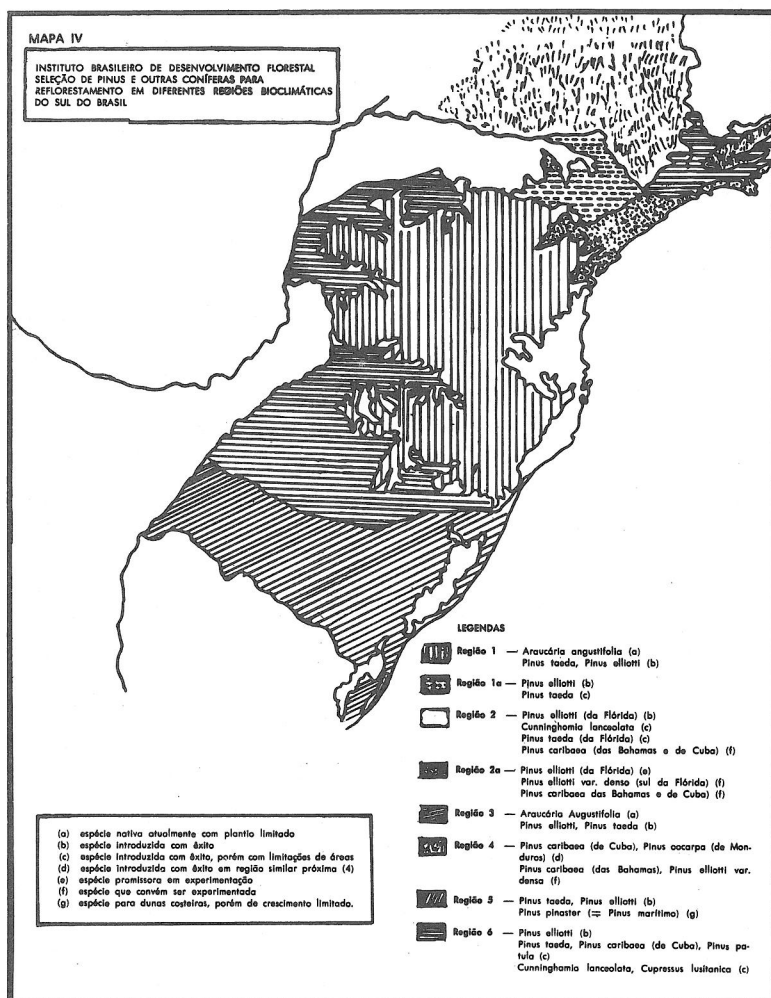 MAPA IV
INSTITUTO BRASILEIRO DE DESENVOLVIMENTO FLORESTAL
SELEÇÃO DE PINUS E OUTRAS CONÍFERAS PARA
REFLORESTAMENTO EM DIFERENTES REGIÕES BIOCLIMÁTICAS
DO SUL DO BRASIL
LEGENDAS
Região 1 — Araucária angustifolia (a)
Pinus taeda, Pinus elliotti (b)
Região 1a — Pinus elliotti (b)
Pinus taeda (c)
Região 2 — Pinus elliotti (da Flórida) (b)
Cunninghomia lanceolata (c)
Pinus taeda (da Flórida) (c)
Pinus caribaea (das Bahamas e de Cuba) (f)
Região 2a — Pinus elliotti (da Flórida) (e)
Pinus elliotti var. denso (sul da Flórida) (f)
Pinus caribaea das Bahamas e de Cuba) (f)
Região 3 — Araucária Augustifolia (a)
Pinus elliotti, Pinus taeda (b)
Região 4 — Pinus caribaea (de Cuba), Pinus oocarpa (de Mon-
duros) (d)
Pinus caribaea (das Bahamas), Pinus elliotti var.
densa (f)
Região 5 — Pinus taeda, Pinus elliotti (b)
Pinus pinaster (= Pinus marítimo) (g)
Região 6 — Pinus elliotti (b)
Pinus taeda, Pinus caribaea (de Cuba), Pinus pa-
tula (c)
Cunninghamia lanceolata, Cupressus lusitanica (c)
(a) espécie nativa atualmente com plantio limitado
(b) espécie introduzida com êxito
(c) espécie introduzida com êxito, porém com limitações de áreas
(d) espécie introduzida com êxito em região similar próxima (4)
(e) espécie promissora em experimentação
(f) espécie que convém ser experimentada
(g) espécie para dunas costeiras, porém de crescimento limitado.